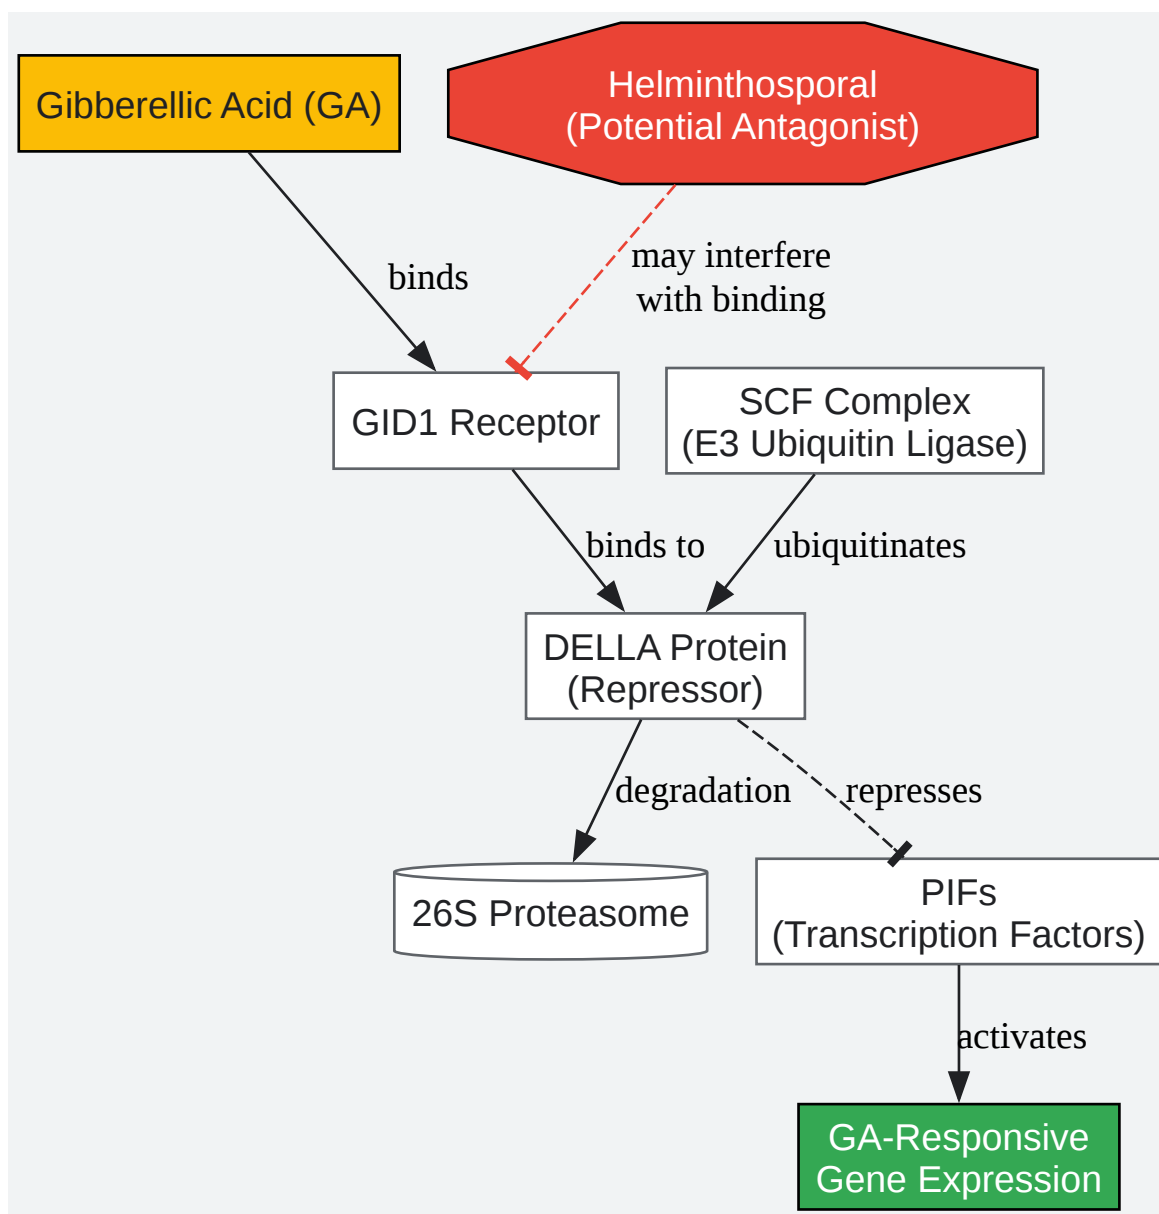 Gibberellic Acid (GA)
Helminthosporal
(Potential Antagonist)
binds
may interfere
with binding
GID1 Receptor
SCF Complex
(E3 Ubiquitin Ligase)
binds to
ubiquitinates
DELLA Protein
(Repressor)
degradation
represses
26S Proteasome
PIFs
(Transcription Factors)
activates
GA-Responsive
Gene Expression